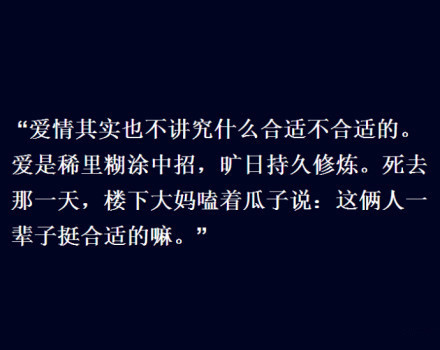 “爱情其实也不讲究什么合适不合适的。
爱是稀里糊涂中招，旷日持久修炼。死去
那一天，楼下大妈嗑着瓜子说：这俩人一
辈子挺合适的嘛。”